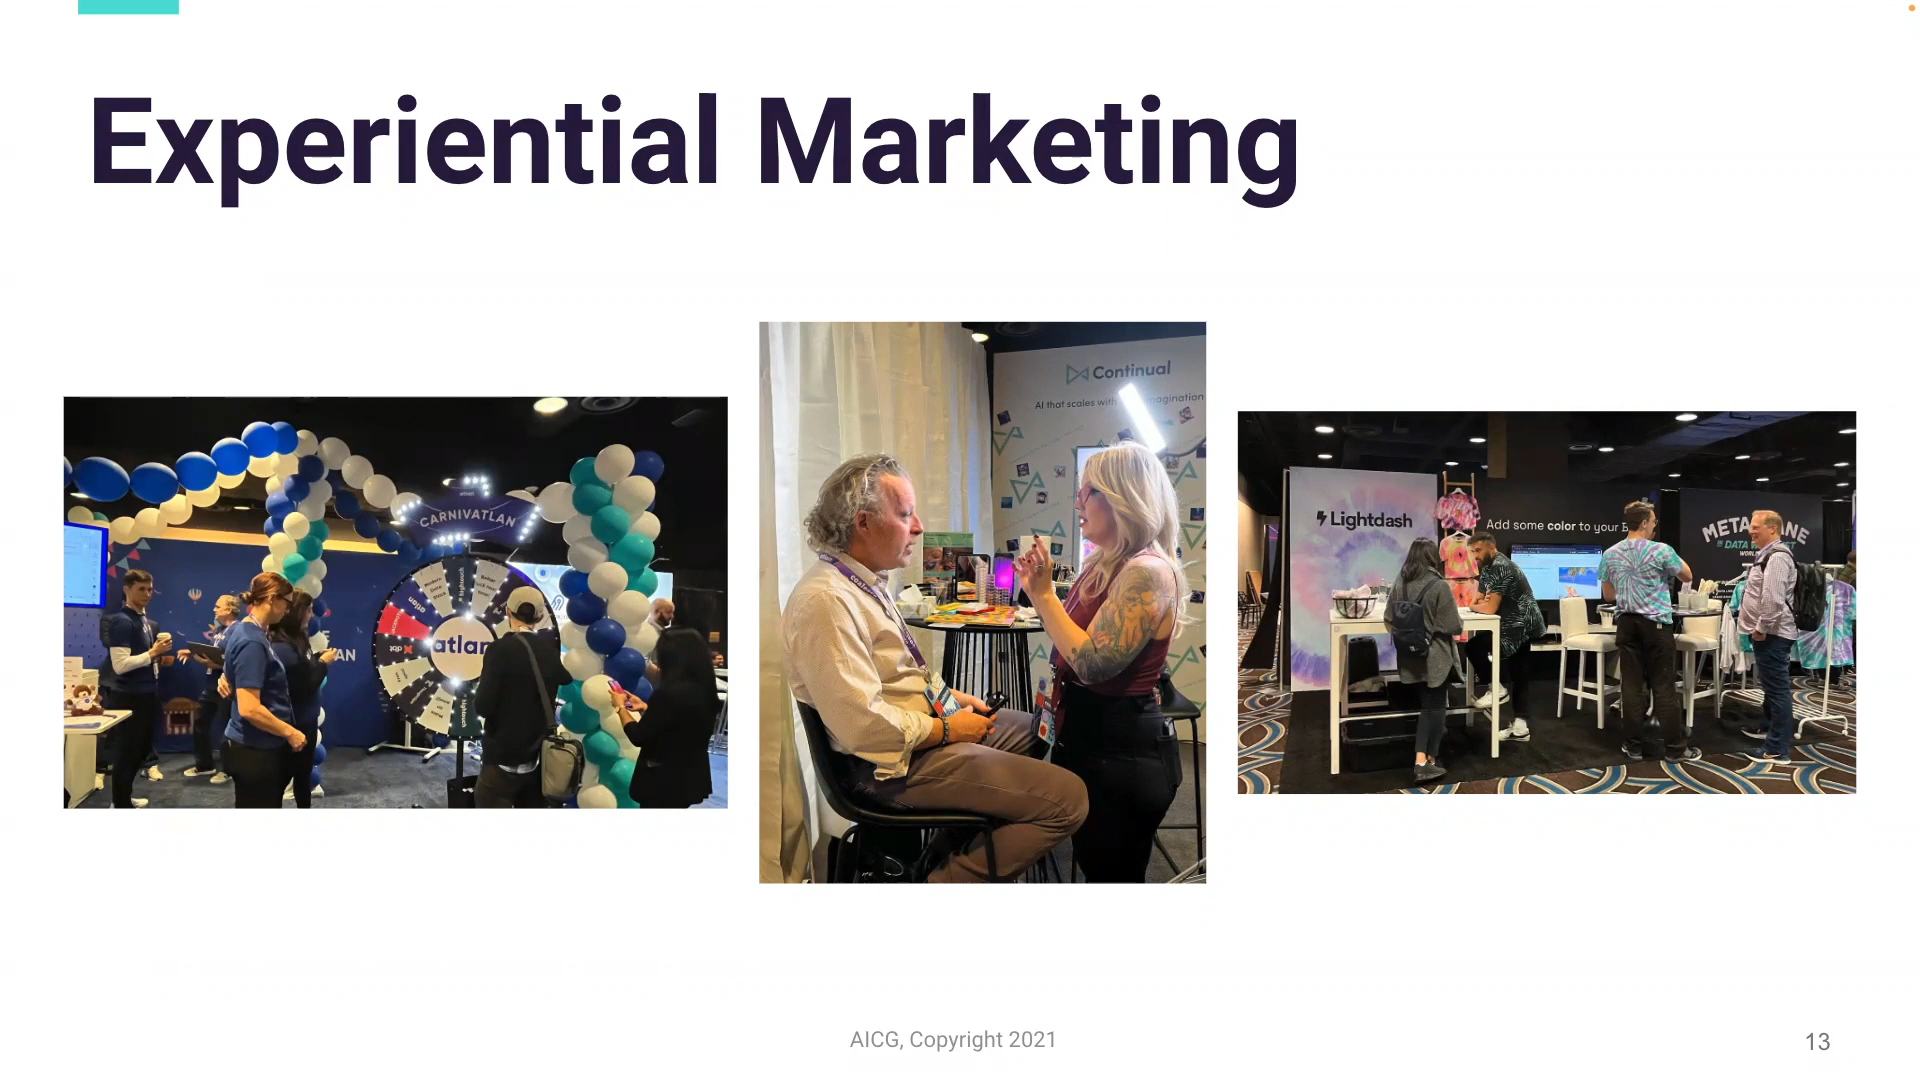 Experiential Marketing
CARNIVATLAN
atlan
dbt
Continual
AI that scales with
Lightdash
Add some color to your
AICG, Copyright 2021
13